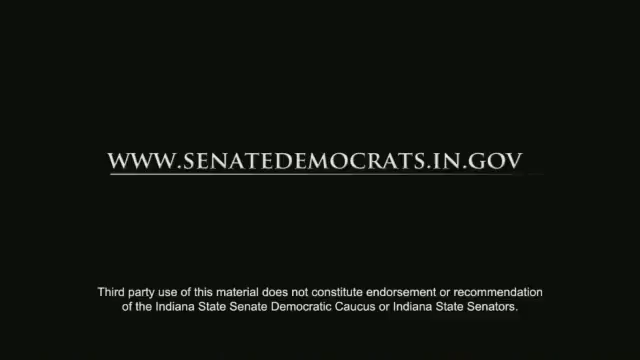 WWW.SENATEDEMOCRATS.IN.GOV
Third party use of this material does not constitute endorsement or recommendation
of the Indiana State Senate Democratic Caucus or Indiana State Senators.